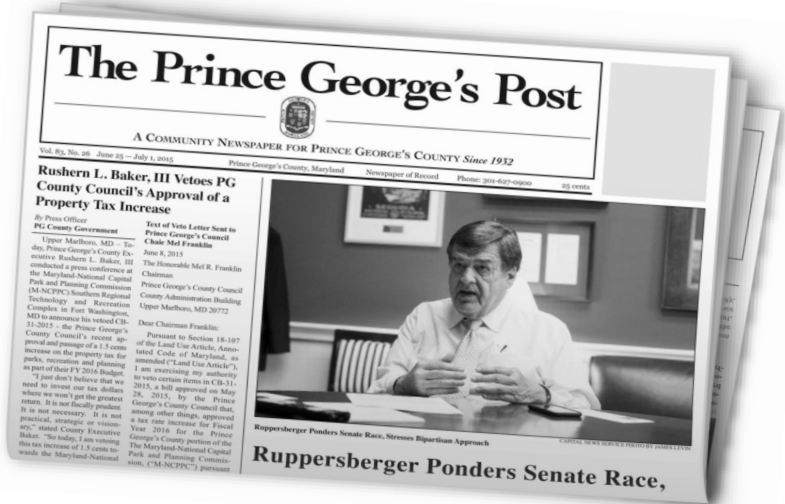 The Prince George's Post
A COMMUNITY NEWSPAPER FOR PRINCE GEORGE'S COUNTY Since 1932
Vol. 83, No. 26 June 25 — July 1, 2015
Prince George's County, Maryland
Newspaper of Record
Phone: 301-627-0900
25 cents
Rushern L. Baker, III Vetoes PG
County Council's Approval of a
Property Tax Increase
By Press Officer
PG County Government
Upper Marlboro, MD – To-
day, Prince George's County Ex-
ecutive Rushern L. Baker, III
conducted a press conference at
the Maryland-National Capital
Park and Planning Commission
(M-NCPPC) Southern Regional
Technology and Recreation
Complex in Fort Washington,
MD to announce his vetoed CB-
31-2015 - the Prince George's
County Council's recent ap-
proval and passage of a 1.5 cents
increase on the property tax for
parks, recreation and planning
as part of their FY 2016 Budget.
"I just don't believe that we
need to invest our tax dollars
where we won't get the greatest
return. It is not fiscally prudent.
It is not necessary. It is not
practical, strategic or vision-
ary," stated County Executive
Baker. "So today, I am vetoing
this tax increase of 1.5 cents to-
wards the Maryland-National
Text of Veto Letter Sent to
Prince George's Council
Chair Mel Franklin
June 8, 2015
The Honorable Mel R. Franklin
Chairman
Prince George's County Council
County Administration Building
Upper Marlboro, MD 20772
Dear Chairman Franklin:
Pursuant to Section 18-107
of the Land Use Article, Anno-
tated Code of Maryland, as
amended ("Land Use Article"),
I am exercising my authority
to veto certain items in CB-31-
2015, a bill approved on May
28, 2015, by the Prince
George's County Council that,
among other things, approved
a tax rate increase for Fiscal
Year 2016 for the Prince
George's County portion of the
The Maryland-National Capital
Park and Planning Commis-
sion, ("M-NCPPC") pursuant
Ruppersberger Ponders Senate Race, Stresses Bipartisan Approach
CAPITAL NEWS SERVICE PHOTO BY JAMES LEVIN
Ruppersberger Ponders Senate Race,